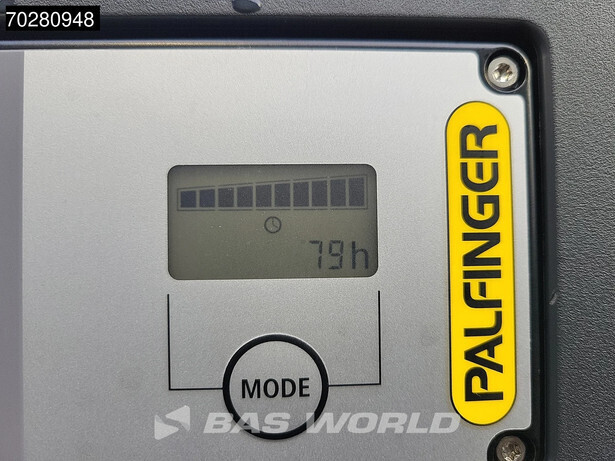 70280948
79h
MODE
PALFINGER
BAS WORLD